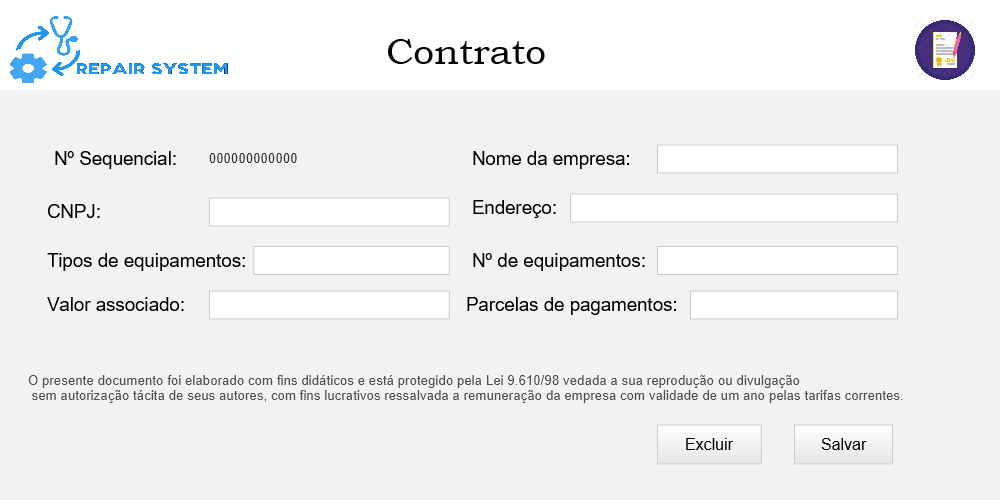 REPAIR SYSTEM
Contrato
Nº Sequencial: 000000000000 Nome da empresa:
CNPJ: Endereço:
Tipos de equipamentos: Nº de equipamentos:
Valor associado: Parcelas de pagamentos:
O presente documento foi elaborado com fins didáticos e está protegido pela Lei 9.610/98 vedada a sua reprodução ou divulgação
sem autorização tácita de seus autores, com fins lucrativos ressalvada a remuneração da empresa com validade de um ano pelas tarifas correntes.
Excluir Salvar